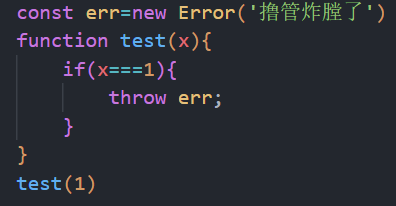 const err=new Error('撸管炸膛了')
function test(x){
    if(x===1){
        throw err;
    }
}
test(1)